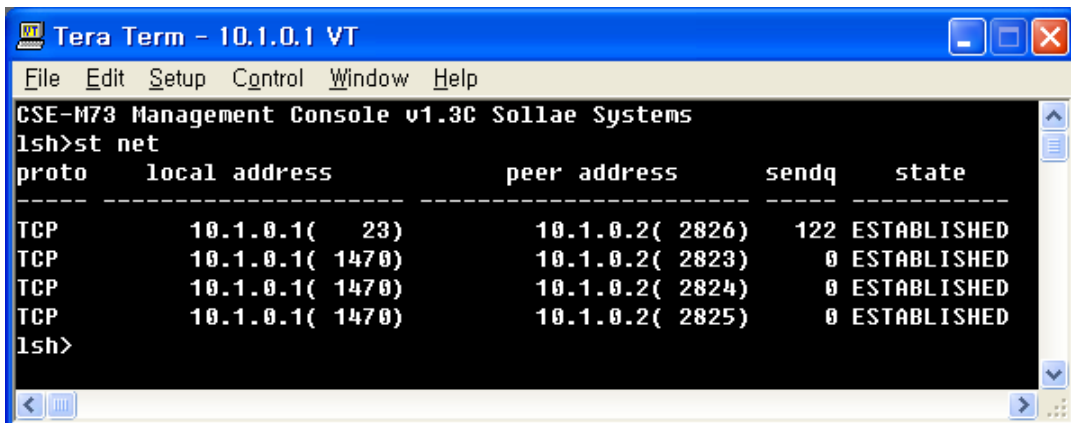 Tera Term - 10.1.0.1 VT
File Edit Setup Control Window Help
CSE-M73 Management Console v1.3C Sollae Systems
lsh>st net
proto local address peer address sendq state
----- ---------------------- ------------------------ ----- -----------
TCP 10.1.0.1( 23) 10.1.0.2( 2826) 122 ESTABLISHED
TCP 10.1.0.1( 1470) 10.1.0.2( 2823) 0 ESTABLISHED
TCP 10.1.0.1( 1470) 10.1.0.2( 2824) 0 ESTABLISHED
TCP 10.1.0.1( 1470) 10.1.0.2( 2825) 0 ESTABLISHED
lsh>